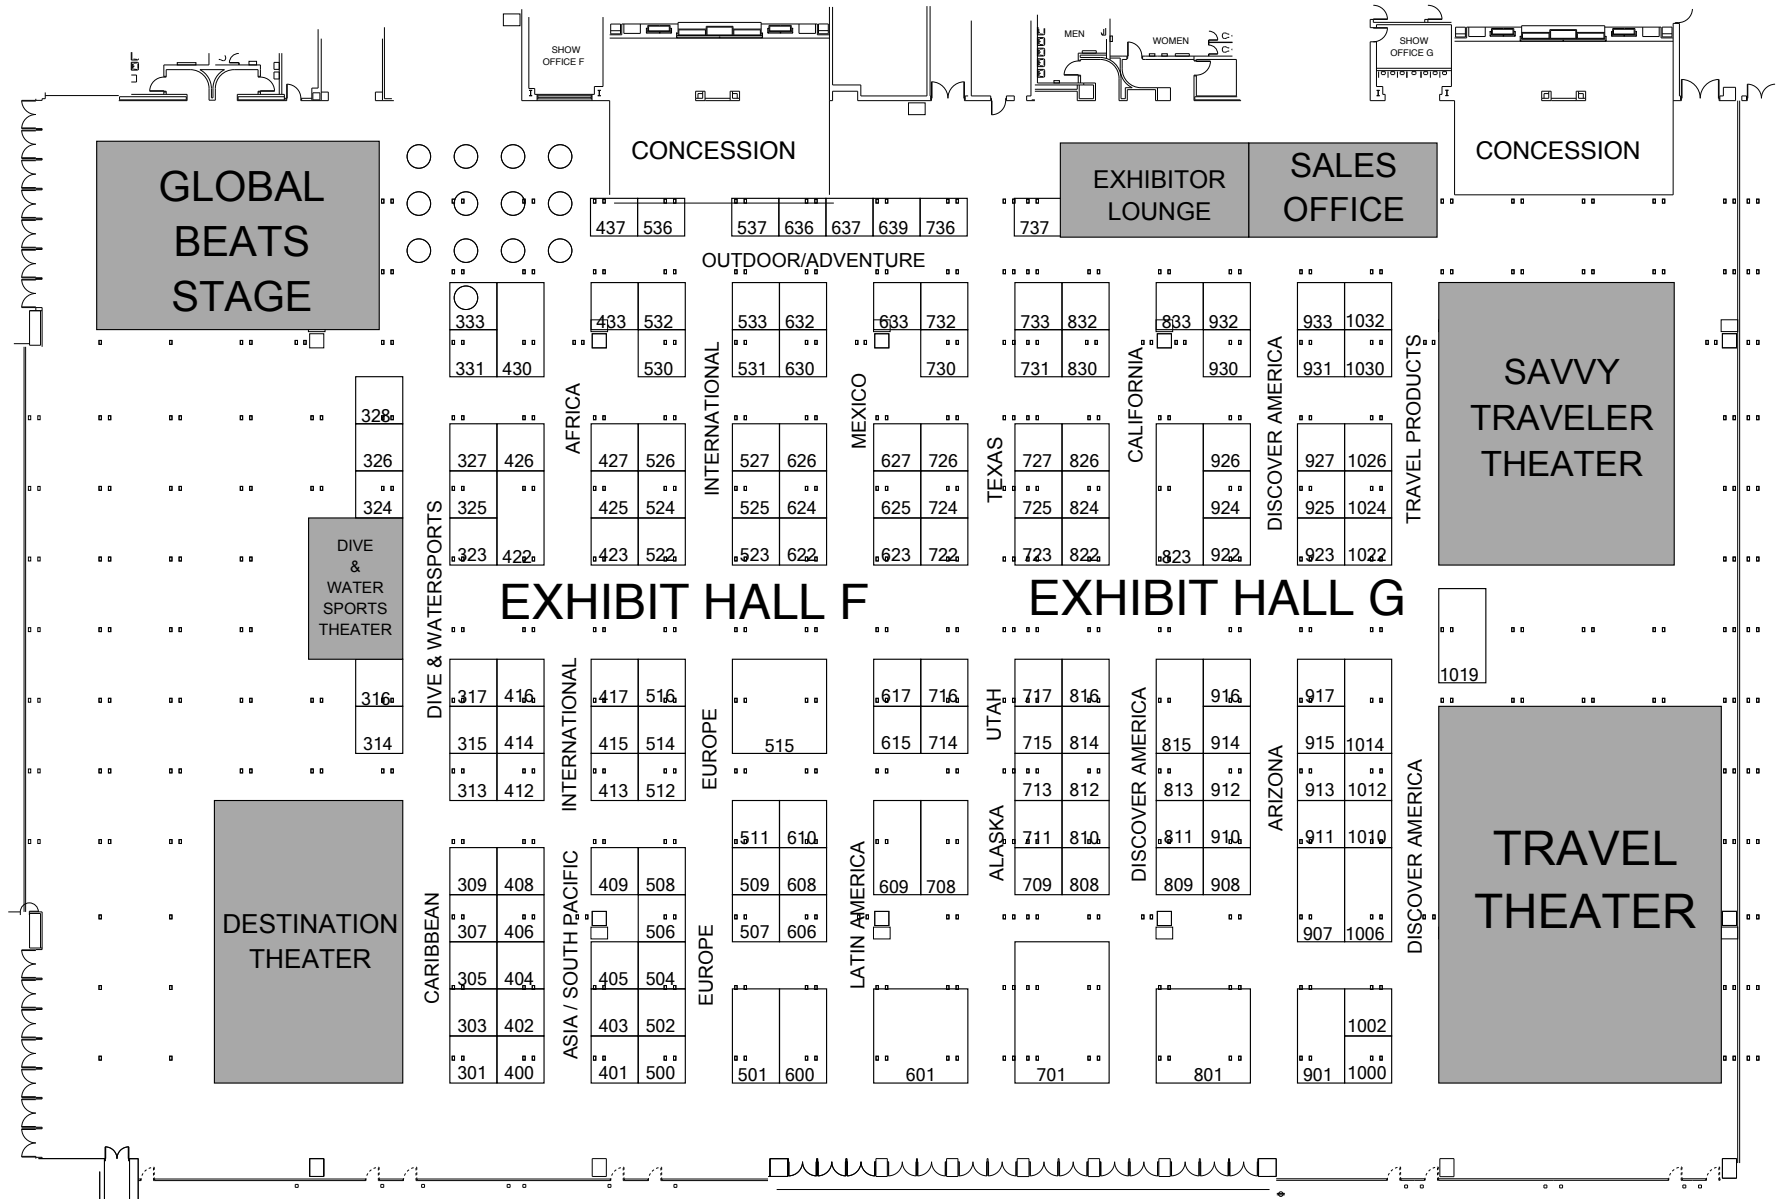 SHOW
OFFICE F
MEN
WOMEN
SHOW
OFFICE G
CONCESSION
CONCESSION
GLOBAL
BEATS
STAGE
EXHIBITOR
LOUNGE
SALES
OFFICE
437 536 537 636 637 639 736 737
OUTDOOR/ADVENTURE
333 433 532 533 632 633 732 733 832 833 932 933 1032
331 430 530 531 630 730 731 830 930 931 1030
AFRICA
INTERNATIONAL
MEXICO
TEXAS
CALIFORNIA
DISCOVER AMERICA
TRAVEL PRODUCTS
SAVVY
TRAVELER
THEATER
328
326 327 426 427 526 527 626 627 726 727 826 926 927 1026
324 325 425 524 525 624 625 724 725 824 924 925 1024
323 422 423 522 523 622 623 722 723 822 823 922 923 1022
DIVE
&
WATER
SPORTS
THEATER
DIVE & WATERSPORTS
EXHIBIT HALL F
EXHIBIT HALL G
1019
316 317 416 417 516 617 716 717 816 916 917
314 315 414 415 514 515 615 714 715 814 815 914 915 1014
313 412 413 512 713 812 813 912 913 1012
INTERNATIONAL
EUROPE
UTAH
DISCOVER AMERICA
ARIZONA
DISCOVER AMERICA
511 610 711 810 811 910 911 1010
309 408 409 508 509 608 609 708 709 808 809 908
307 406 506 507 606 907 1006
305 404 405 504
303 402 403 502 1002
301 400 401 500 501 600 601 701 801 901 1000
CARIBBEAN
ASIA / SOUTH PACIFIC
EUROPE
LATIN AMERICA
ALASKA
DESTINATION
THEATER
TRAVEL
THEATER